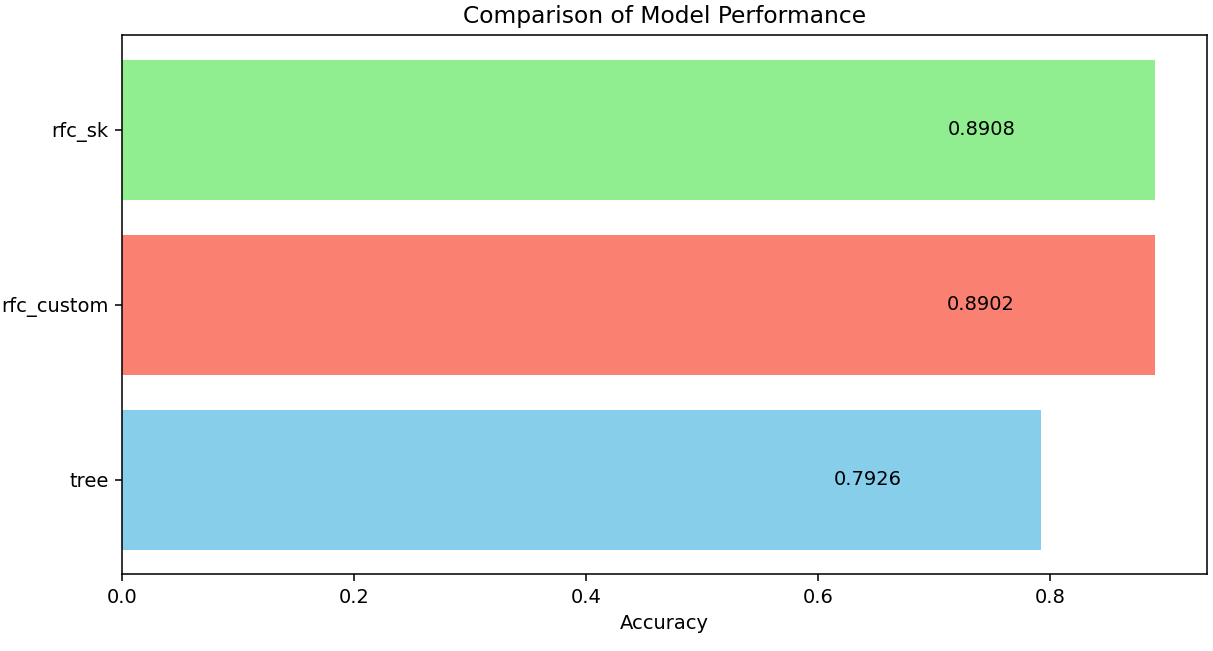 Comparison of Model Performance
rfc_sk
0.8908
rfc_custom
0.8902
tree
0.7926
0.0 0.2 0.4 0.6 0.8
Accuracy